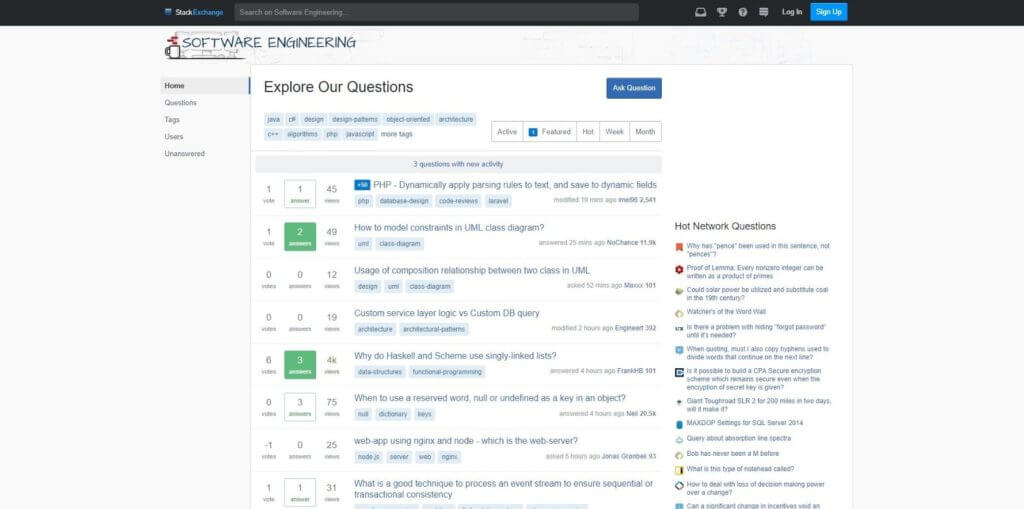 StackExchange
Search on Software Engineering...
Log In
Sign Up
SOFTWARE ENGINEERING
Home
Questions
Tags
Users
Unanswered
Explore Our Questions
Ask Question
java c# design design-patterns object-oriented architecture
c++ algorithms php javascript more tags
Active 1 Featured Hot Week Month
3 questions with new activity
1 1 45
vote answer views
+50 PHP - Dynamically apply parsing rules to text, and save to dynamic fields
php database-design code-reviews laravel
modified 19 mins ago imel96 2,541
1 2 49
vote answers views
How to model constraints in UML class diagram?
uml class-diagram
answered 25 mins ago NoChance 11.9k
0 0 12
votes answers views
Usage of composition relationship between two class in UML
design uml class-diagram
asked 52 mins ago Maxxx 101
0 0 19
votes answers views
Custom service layer logic vs Custom DB query
architecture architectural-patterns
modified 2 hours ago Engineert 392
6 3 4k
votes answers views
Why do Haskell and Scheme use singly-linked lists?
data-structures functional-programming
answered 4 hours ago FrankHB 101
0 3 75
votes answers views
When to use a reserved word, null or undefined as a key in an object?
null dictionary keys
answered 4 hours ago Neil 20.5k
-1 0 25
votes answers views
web-app using nginx and node - which is the web-server?
node.js server web nginx
asked 5 hours ago Jonas Grønbek 93
1 1 31
vote answer views
What is a good technique to process an event stream to ensure sequential or
transactional consistency
Hot Network Questions
Why has "pence" been used in this sentence, not
"pences"?
Proof of Lemma: Every nonzero integer can be
written as a product of primes
Could solar power be utilized and substitute coal
in the 19th century?
Watcher's of the Word Wall
Is there a problem with hiding "forgot password"
until it's needed?
When quoting, must I also copy hyphens used to
divide words that continue on the next line?
Is it possible to build a CPA Secure encryption
scheme which remains secure even when the
encryption of secret key is given?
Giant Toughroad SLR 2 for 200 miles in two days,
will it make it?
MAXDOP Settings for SQL Server 2014
Query about absorption line spectra
Bob has never been a M before
What is this type of notehead called?
How to deal with loss of decision making power
over a change?
Can a significant change in incentives void an